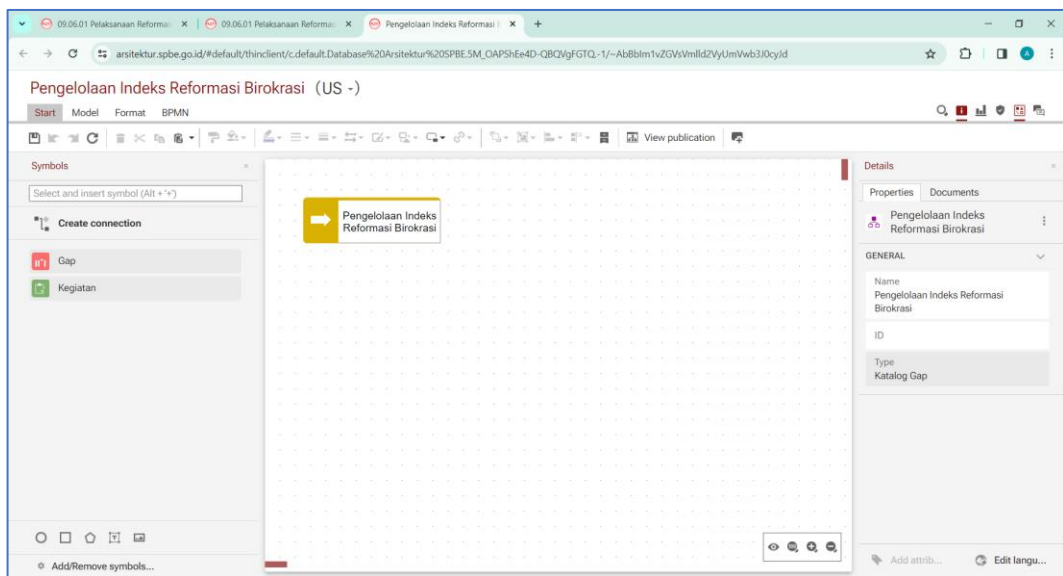 09.06.01 Pelaksanaan Reformas
09.06.01 Pelaksanaan Reformas
Pengelolaan Indeks Reformasi B
arsitektur.spbe.go.id/#default/thinclient/c.default.Database%20Arsitektur%20SPBE.5M_OAPShEe4D-QBQVgFGTQ.-1/~AbBbIm1vZGVsVmlld2VyUmVwb3J0cyJd
A
Pengelolaan Indeks Reformasi Birokrasi (US -)
Start Model Format BPMN
View publication
Symbols
Select and insert symbol (Alt + '+')
Create connection
Gap
Kegiatan
Add/Remove symbols...
Pengelolaan Indeks
Reformasi Birokrasi
Details
Properties Documents
Pengelolaan Indeks
Reformasi Birokrasi
GENERAL
Name
Pengelolaan Indeks Reformasi
Birokrasi
ID
Type
Katalog Gap
Add attrib... Edit langu...